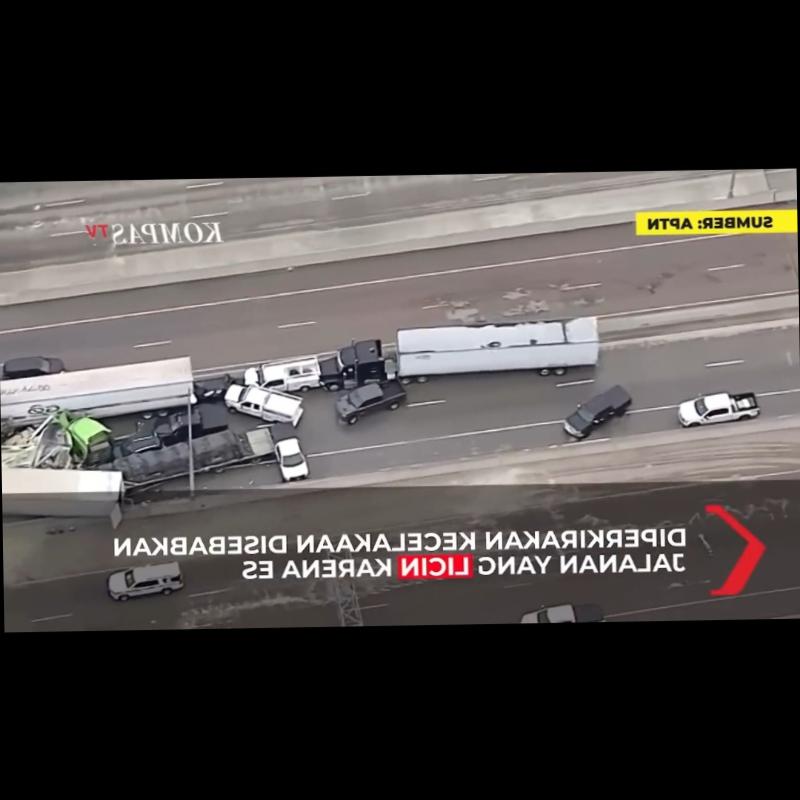 KOMPASTV
SUMBER: APTN
DIPERKIRAKAN KECELAKAAN DISEBABKAN
JALANAN YANG LICIN KARENA ES